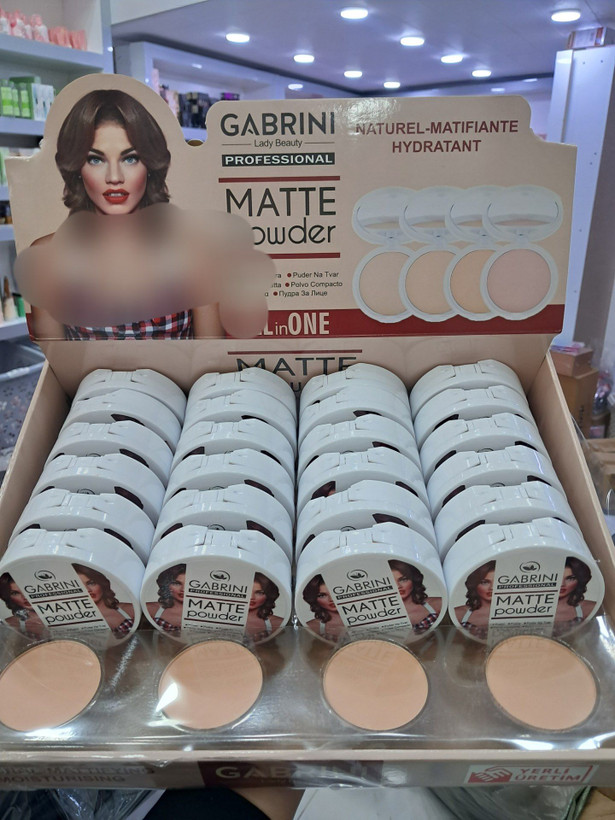 GABRINI
Lady Beauty
PROFESSIONAL
NATUREL-MATIFIANTE
HYDRATANT
MATTE
powder
Puder Na Tvar
Polvo Compacto
Пудра За Лице
in ONE
MATTE
GABRINI
PROFESSIONAL
MATTE
powder
GABRINI
PROFESSIONAL
MATTE
powder
GABRINI
PROFESSIONAL
MATTE
powder
GABRINI
PROFESSIONAL
MATTE
powder
MOISTURISING
GABRINI
YERLİ
ÜRETİM